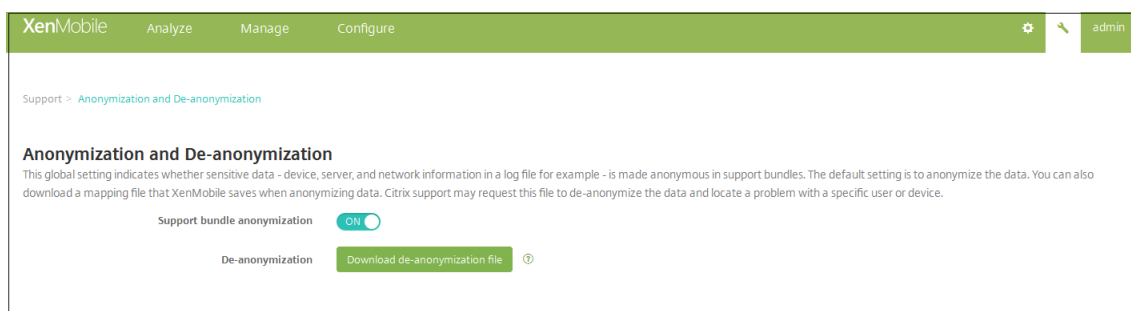 XenMobile Analyze Manage Configure admin
Support > Anonymization and De-anonymization
Anonymization and De-anonymization
This global setting indicates whether sensitive data - device, server, and network information in a log file for example - is made anonymous in support bundles. The default setting is to anonymize the data. You can also
download a mapping file that XenMobile saves when anonymizing data. Citrix support may request this file to de-anonymize the data and locate a problem with a specific user or device.
Support bundle anonymization ON
De-anonymization Download de-anonymization file ?